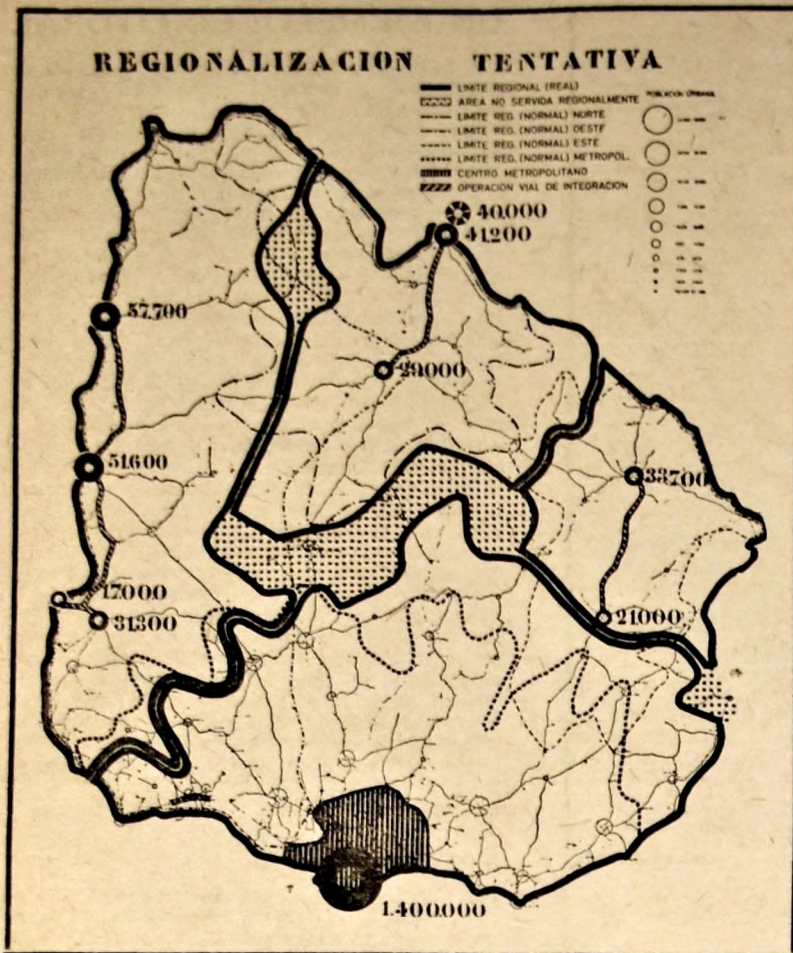 REGIONALIZACION TENTATIVA
LIMITE REGIONAL (REAL)
AREA NO SERVIDA REGIONALMENTE
LIMITE REG. (NORMAL) NORTE
LIMITE REG. (NORMAL) OESTE
LIMITE REG. (NORMAL) ESTE
LIMITE REG. (NORMAL) METROPOL.
CENTRO METROPOLITANO
OPERACION VIAL DE INTEGRACION
POBLACION URBANA
40.000
41.200
57.700
29.000
51.600
33.700
17.000
31.300
21.000
1.400.000